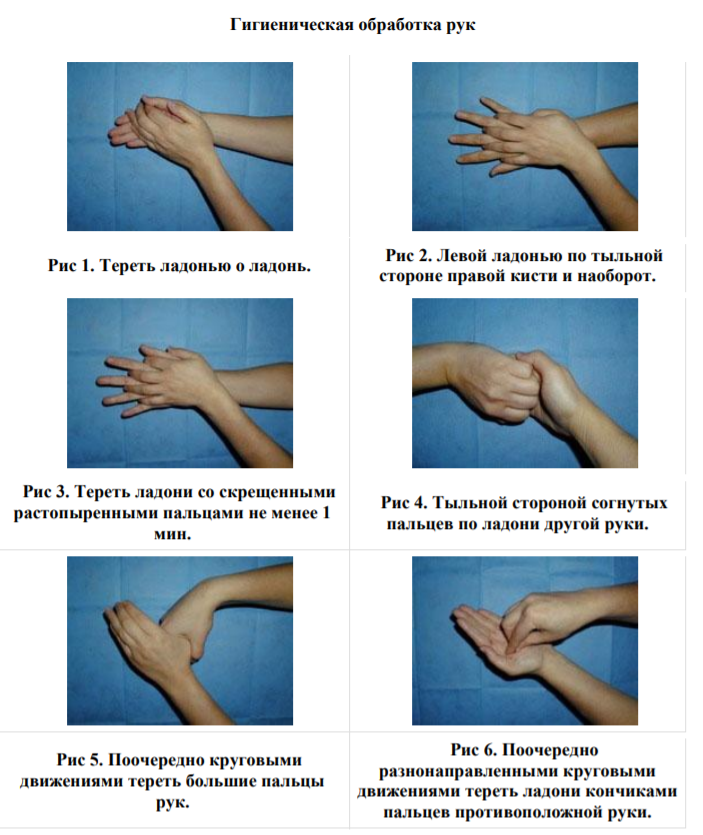 Гигиеническая обработка рук
Рис 1. Тереть ладонью о ладонь.
Рис 2. Левой ладонью по тыльной
стороне правой кисти и наоборот.
Рис 3. Тереть ладони со скрещенными
растопыренными пальцами не менее 1
мин.
Рис 4. Тыльной стороной согнутых
пальцев по ладони другой руки.
Рис 5. Поочередно круговыми
движениями тереть большие пальцы
рук.
Рис 6. Поочередно
разнонаправленными круговыми
движениями тереть ладони кончиками
пальцев противоположной руки.